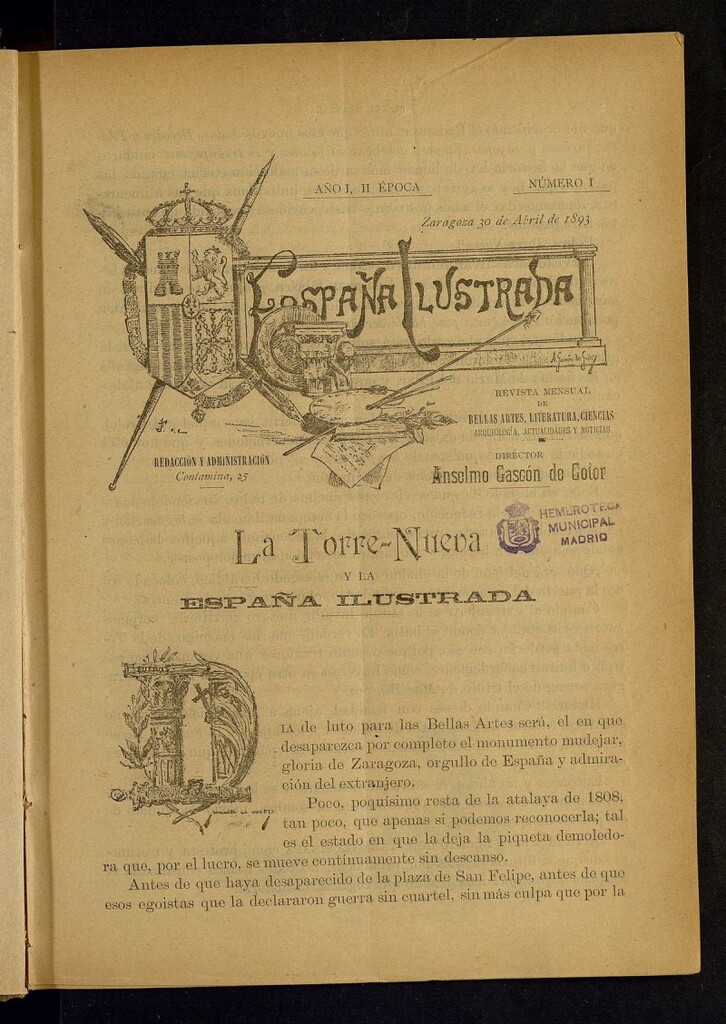 AÑO I, II ÉPOCA
NÚMERO I
Zaragoza 30 de Abril de 1893
ESPAÑA ILUSTRADA
REVISTA MENSUAL
DE
BELLAS ARTES, LITERATURA, CIENCIAS
ARQUEOLOGÍA, ACTUALIDADES Y NOTICIAS
DIRECTOR
Anselmo Gascón de Gotor
REDACCIÓN Y ADMINISTRACIÓN
Contamina, 25
HEMEROTECA
MUNICIPAL
MADRID
La Torre-Nueva
Y LA
ESPAÑA ILUSTRADA
DIA de luto para las Bellas Artes será, el en que
desaparezca por completo el monumento mudejar,
gloria de Zaragoza, orgullo de España y admira-
ción del extranjero.
Poco, poquísimo resta de la atalaya de 1808,
tan poco, que apenas si podemos reconocerla; tal
es el estado en que la deja la piqueta demoledo-
ra que, por el lucro, se mueve contínuamente sin descanso.
Antes de que haya desaparecido de la plaza de San Felipe, antes de que
esos egoistas que la declararon guerra sin cuartel, sin más culpa que por la